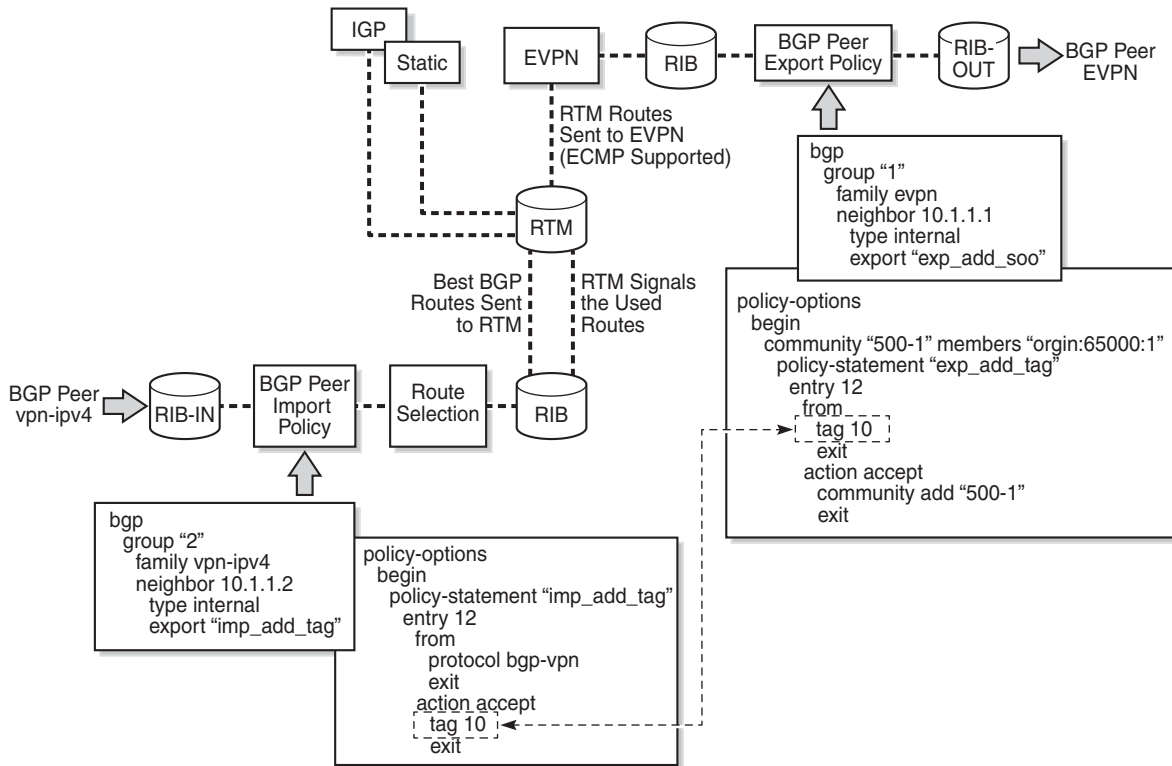 IGP
Static
EVPN
RIB
BGP Peer
Export Policy
RIB-
OUT
BGP Peer
EVPN
RTM Routes
Sent to EVPN
(ECMP Supported)
RTM
Best BGP
Routes Sent
to RTM
RTM Signals
the Used
Routes
bgp
group “1”
family evpn
neighbor 10.1.1.1
type internal
export “exp_add_soo”
policy-options
begin
community “500-1” members “orgin:65000:1”
policy-statement “exp_add_tag”
entry 12
from
tag 10
exit
action accept
community add “500-1”
exit
BGP Peer
vpn-ipv4
RIB-IN
BGP Peer
Import
Policy
Route
Selection
RIB
bgp
group “2”
family vpn-ipv4
neighbor 10.1.1.2
type internal
export “imp_add_tag”
policy-options
begin
policy-statement “imp_add_tag”
entry 12
from
protocol bgp-vpn
exit
action accept
tag 10
exit